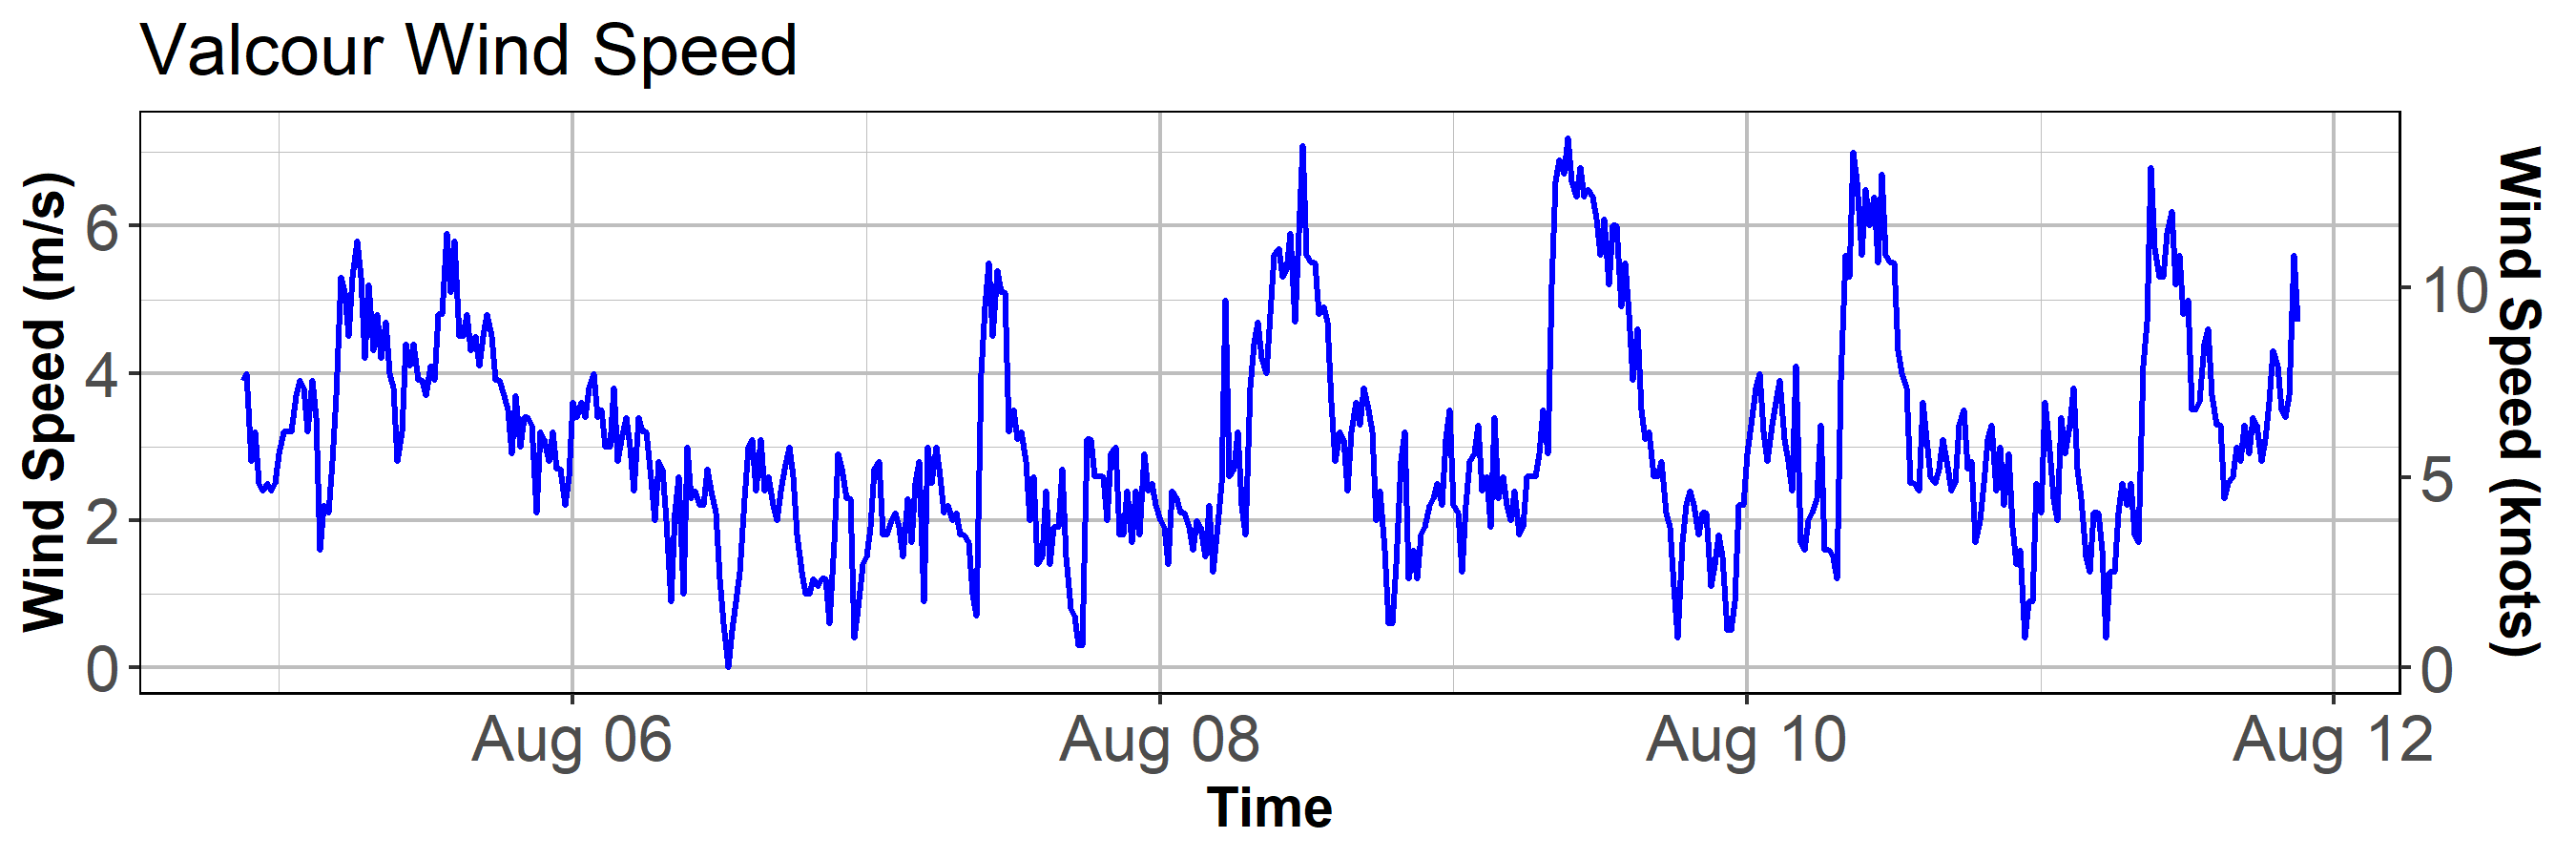 Valcour Wind Speed
Wind Speed (m/s)
6
4
2
0
Wind Speed (knots)
10
5
0
Aug 06
Aug 08
Aug 10
Aug 12
Time